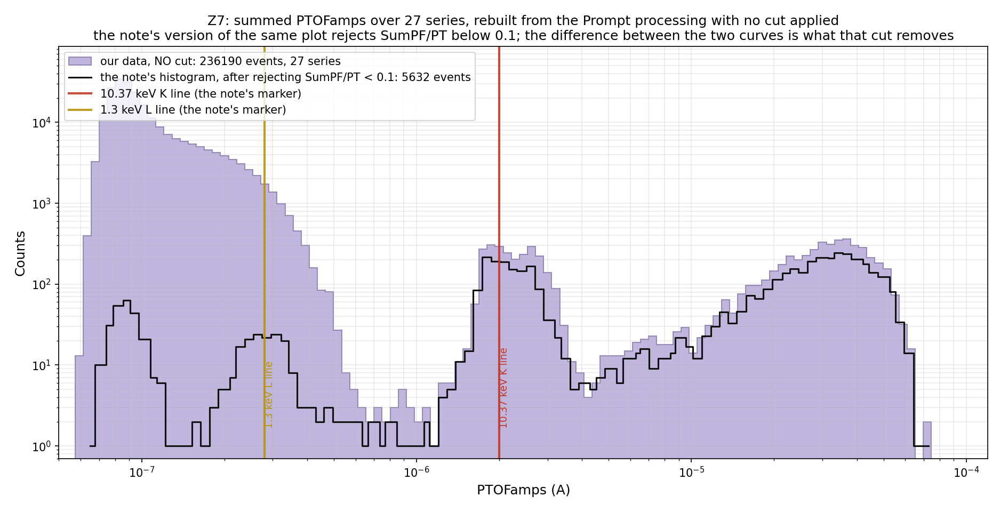 Z7: summed PTOFamps over 27 series, rebuilt from the Prompt processing with no cut applied
the note's version of the same plot rejects SumPF/PT below 0.1; the difference between the two curves is what that cut removes
our data, NO cut: 236190 events, 27 series
the note's histogram, after rejecting SumPF/PT < 0.1: 5632 events
10.37 keV K line (the note's marker)
1.3 keV L line (the note's marker)
Counts
10⁴
10³
10²
10¹
10⁰
1.3 keV L line
10.37 keV K line
10⁻⁷
10⁻⁶
10⁻⁵
10⁻⁴
PTOFamps (A)